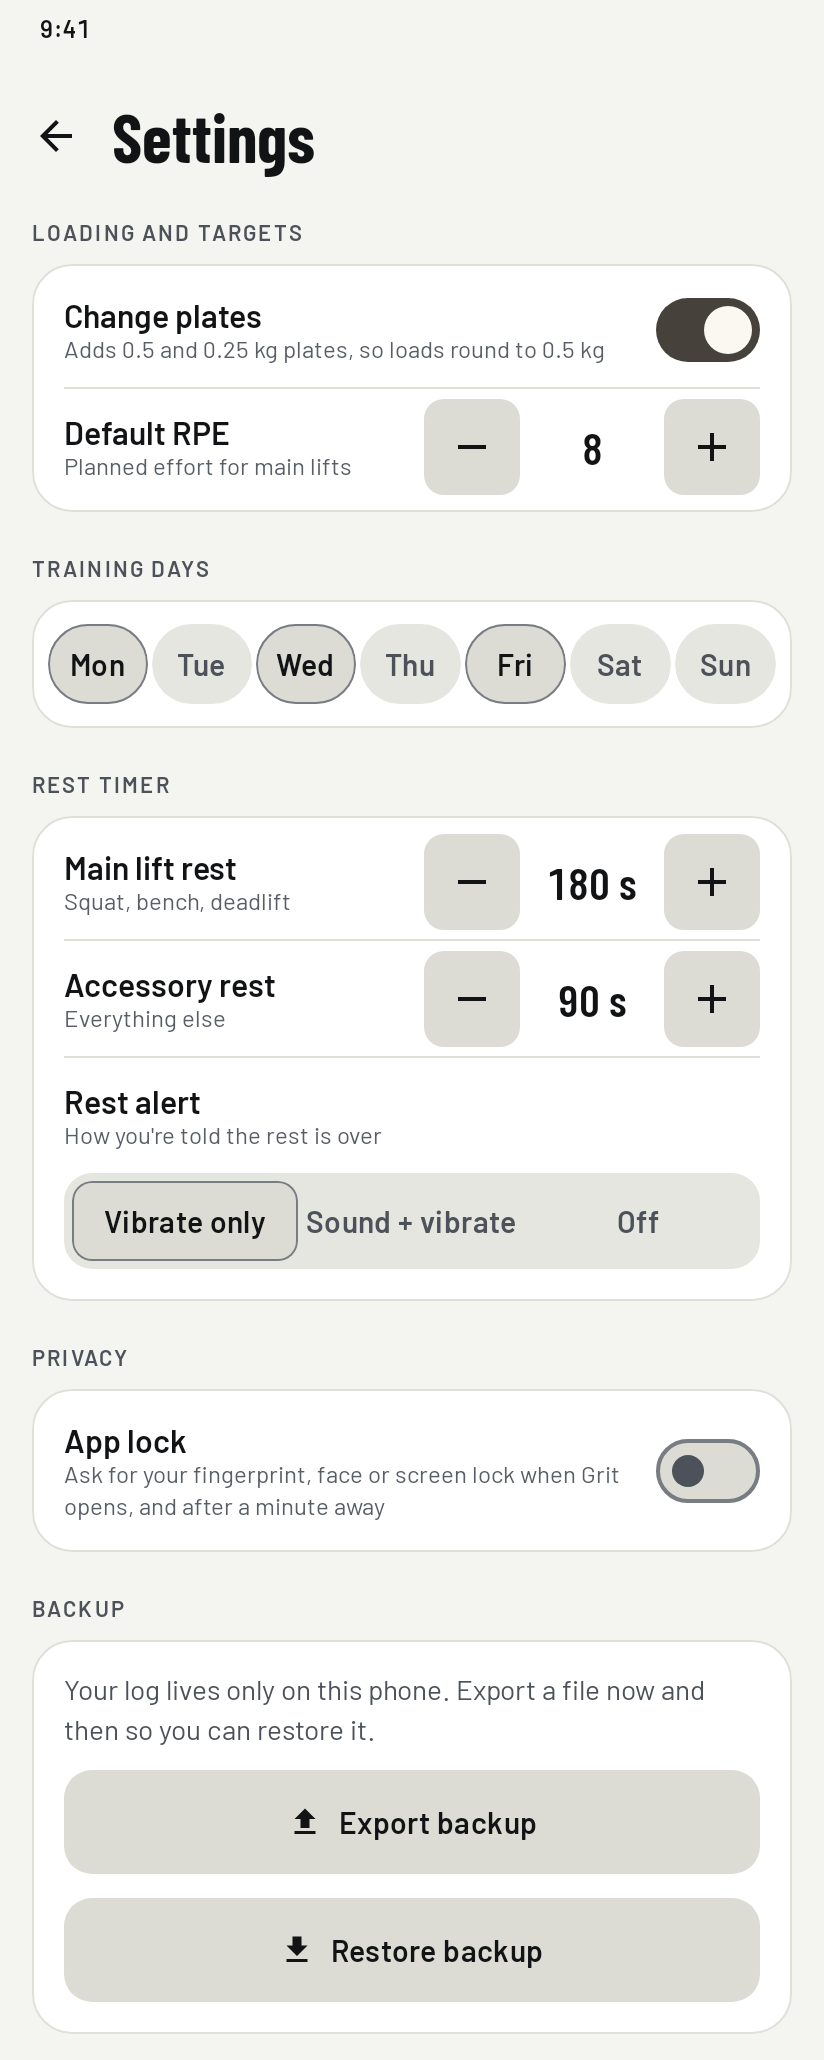 9:41
Settings
LOADING AND TARGETS
Change plates
Adds 0.5 and 0.25 kg plates, so loads round to 0.5 kg
Default RPE
Planned effort for main lifts
8
TRAINING DAYS
Mon Tue Wed Thu Fri Sat Sun
REST TIMER
Main lift rest
Squat, bench, deadlift
180 s
Accessory rest
Everything else
90 s
Rest alert
How you're told the rest is over
Vibrate only Sound + vibrate Off
PRIVACY
App lock
Ask for your fingerprint, face or screen lock when Grit
opens, and after a minute away
BACKUP
Your log lives only on this phone. Export a file now and
then so you can restore it.
Export backup
Restore backup